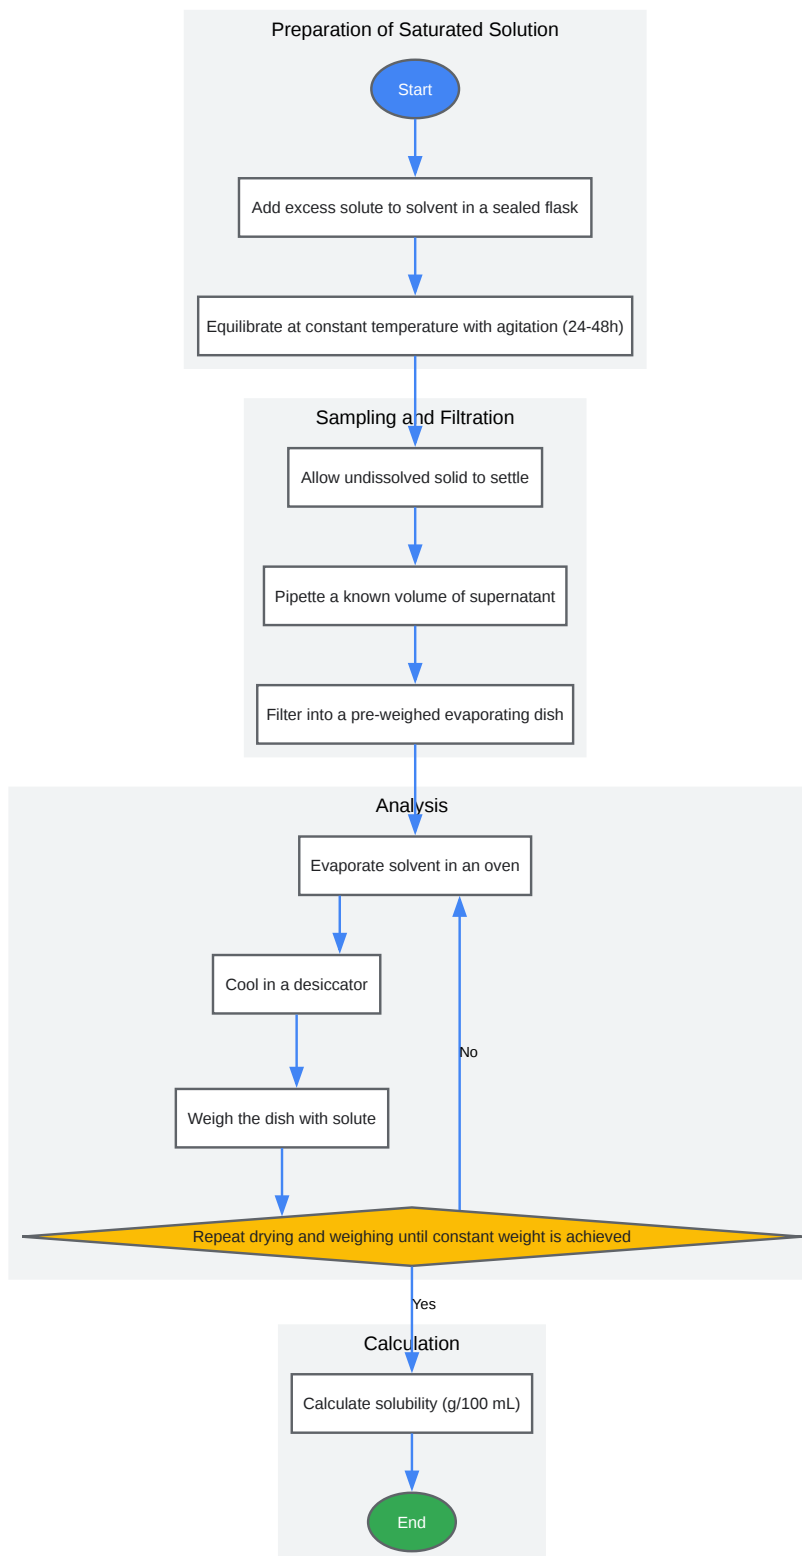 Preparation of Saturated Solution
Start
Add excess solute to solvent in a sealed flask
Equilibrate at constant temperature with agitation (24-48h)
Sampling and Filtration
Allow undissolved solid to settle
Pipette a known volume of supernatant
Filter into a pre-weighed evaporating dish
Analysis
Evaporate solvent in an oven
Cool in a desiccator
No
Weigh the dish with solute
Repeat drying and weighing until constant weight is achieved
Yes
Calculation
Calculate solubility (g/100 mL)
End